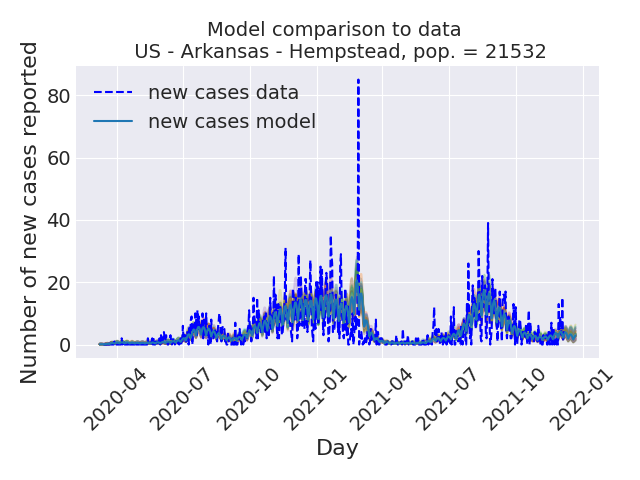 Model comparison to data
US - Arkansas - Hempstead, pop. = 21532
Number of new cases reported
80
60
40
20
0
new cases data
new cases model
2020-04
2020-07
2020-10
2021-01
2021-04
2021-07
2021-10
2022-01
Day